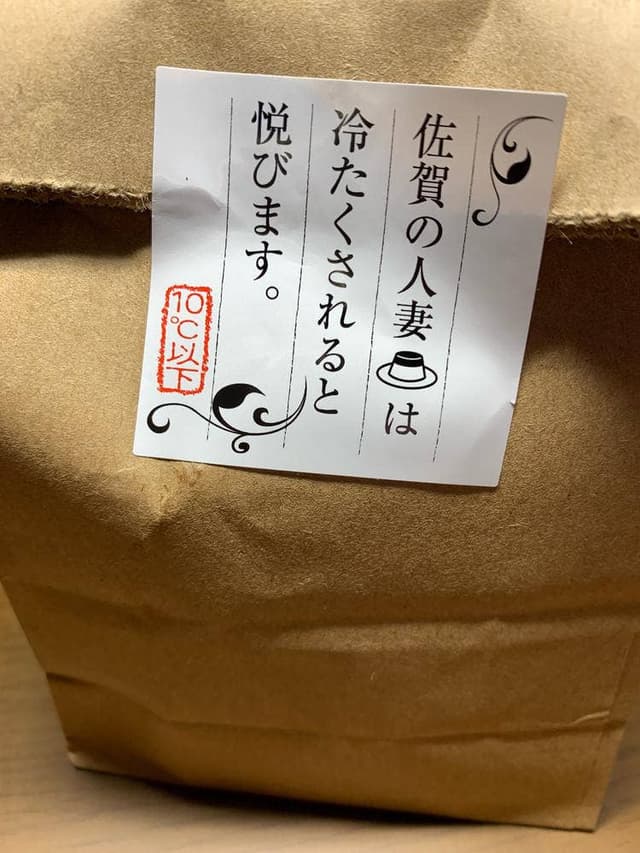 佐賀の人妻は
冷たくされると
悦びます。
10℃以下